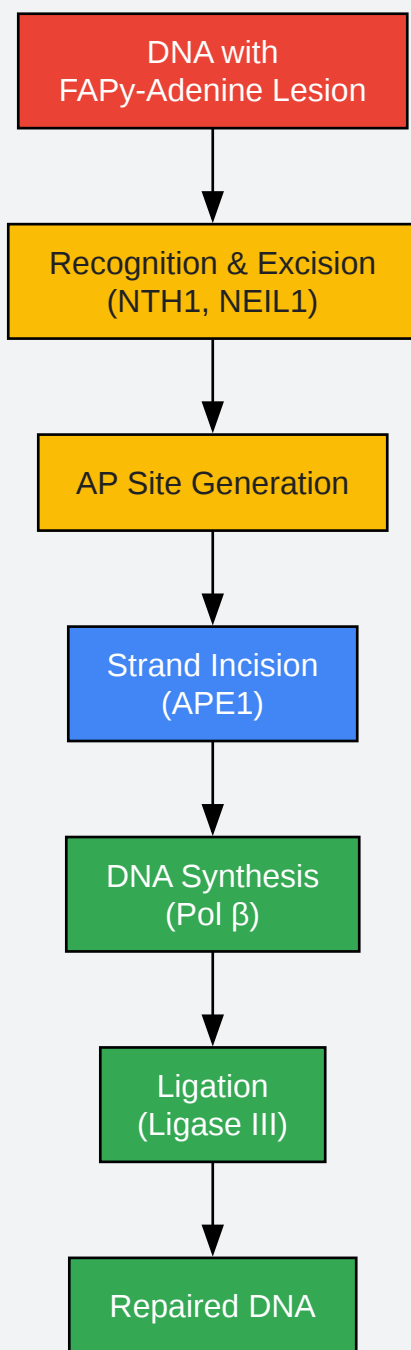 DNA with
FAPy-Adenine Lesion
Recognition & Excision
(NTH1, NEIL1)
AP Site Generation
Strand Incision
(APE1)
DNA Synthesis
(Pol β)
Ligation
(Ligase III)
Repaired DNA